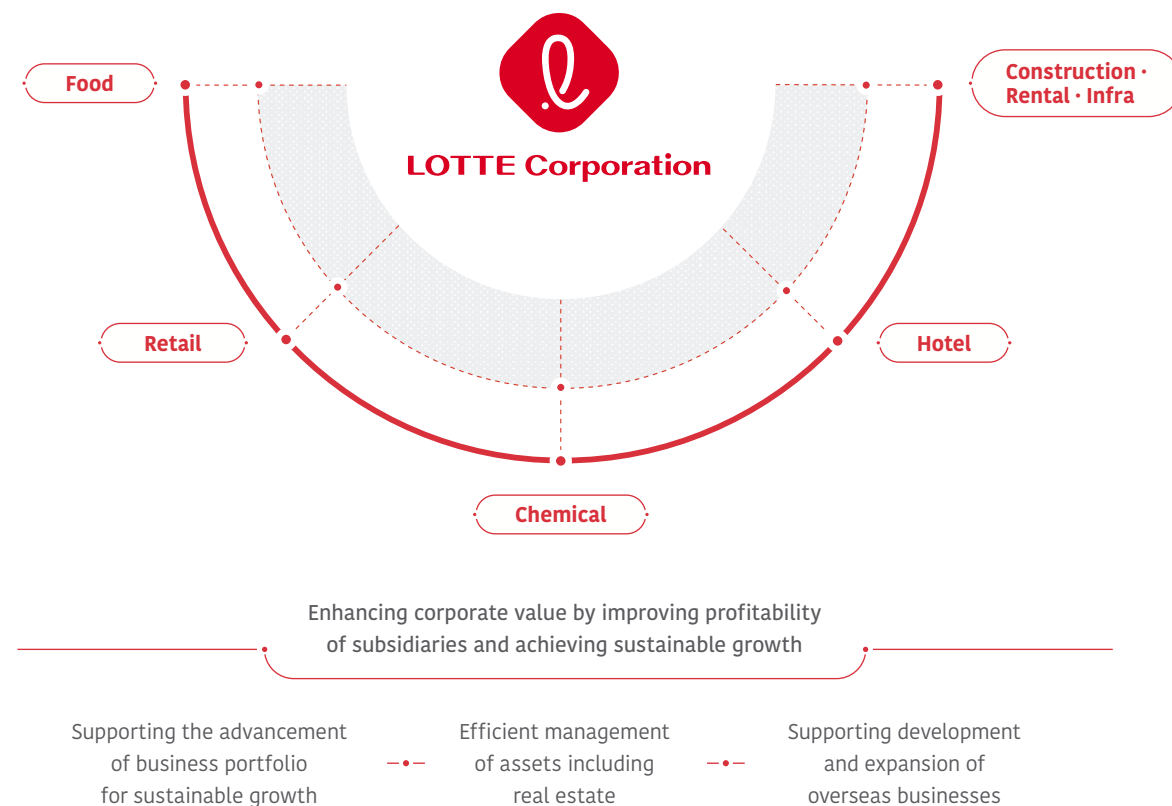 LOTTE Corporation
Food
Construction ·
Rental · Infra
Retail
Hotel
Chemical
Enhancing corporate value by improving profitability
of subsidiaries and achieving sustainable growth
Supporting the advancement
of business portfolio
for sustainable growth
Efficient management
of assets including
real estate
Supporting development
and expansion of
overseas businesses